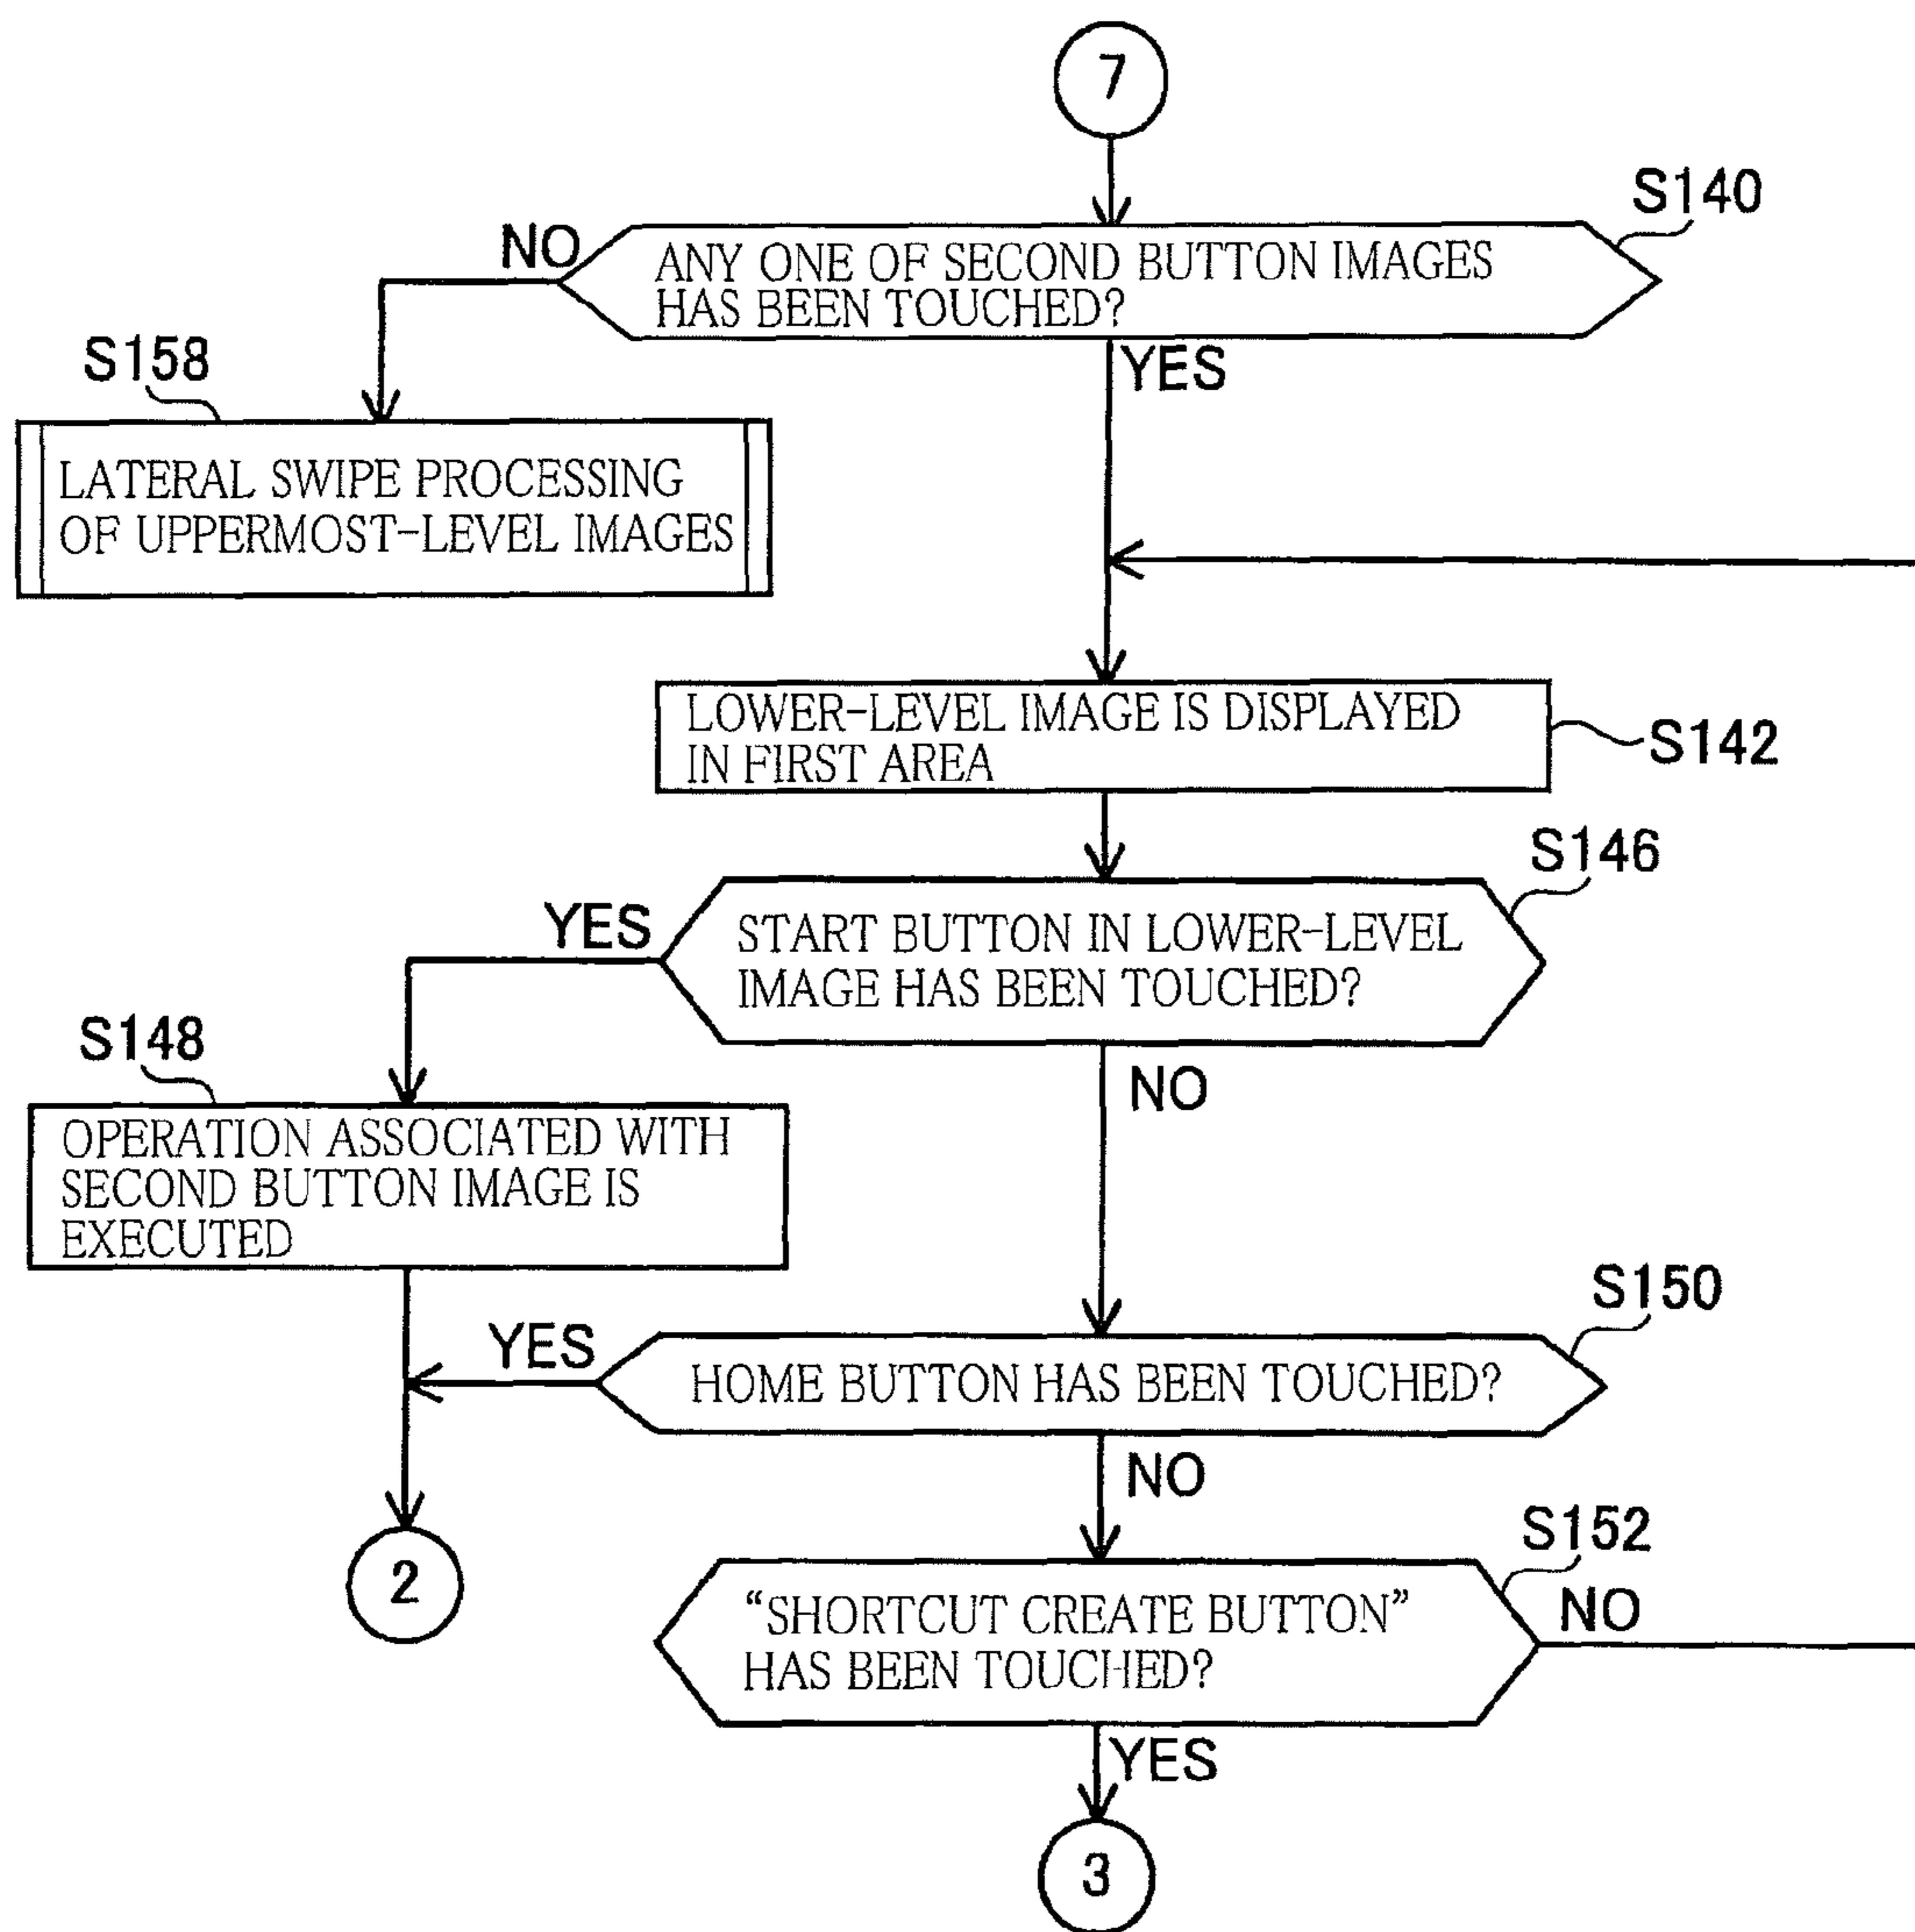 7
S140
NO
ANY ONE OF SECOND BUTTON IMAGES
HAS BEEN TOUCHED?
S158
YES
LATERAL SWIPE PROCESSING
OF UPPERMOST-LEVEL IMAGES
LOWER-LEVEL IMAGE IS DISPLAYED
IN FIRST AREA
S142
S146
YES
START BUTTON IN LOWER-LEVEL
IMAGE HAS BEEN TOUCHED?
S148
NO
OPERATION ASSOCIATED WITH
SECOND BUTTON IMAGE IS
EXECUTED
S150
YES
HOME BUTTON HAS BEEN TOUCHED?
NO
S152
2
“SHORTCUT CREATE BUTTON”
HAS BEEN TOUCHED?
NO
YES
3